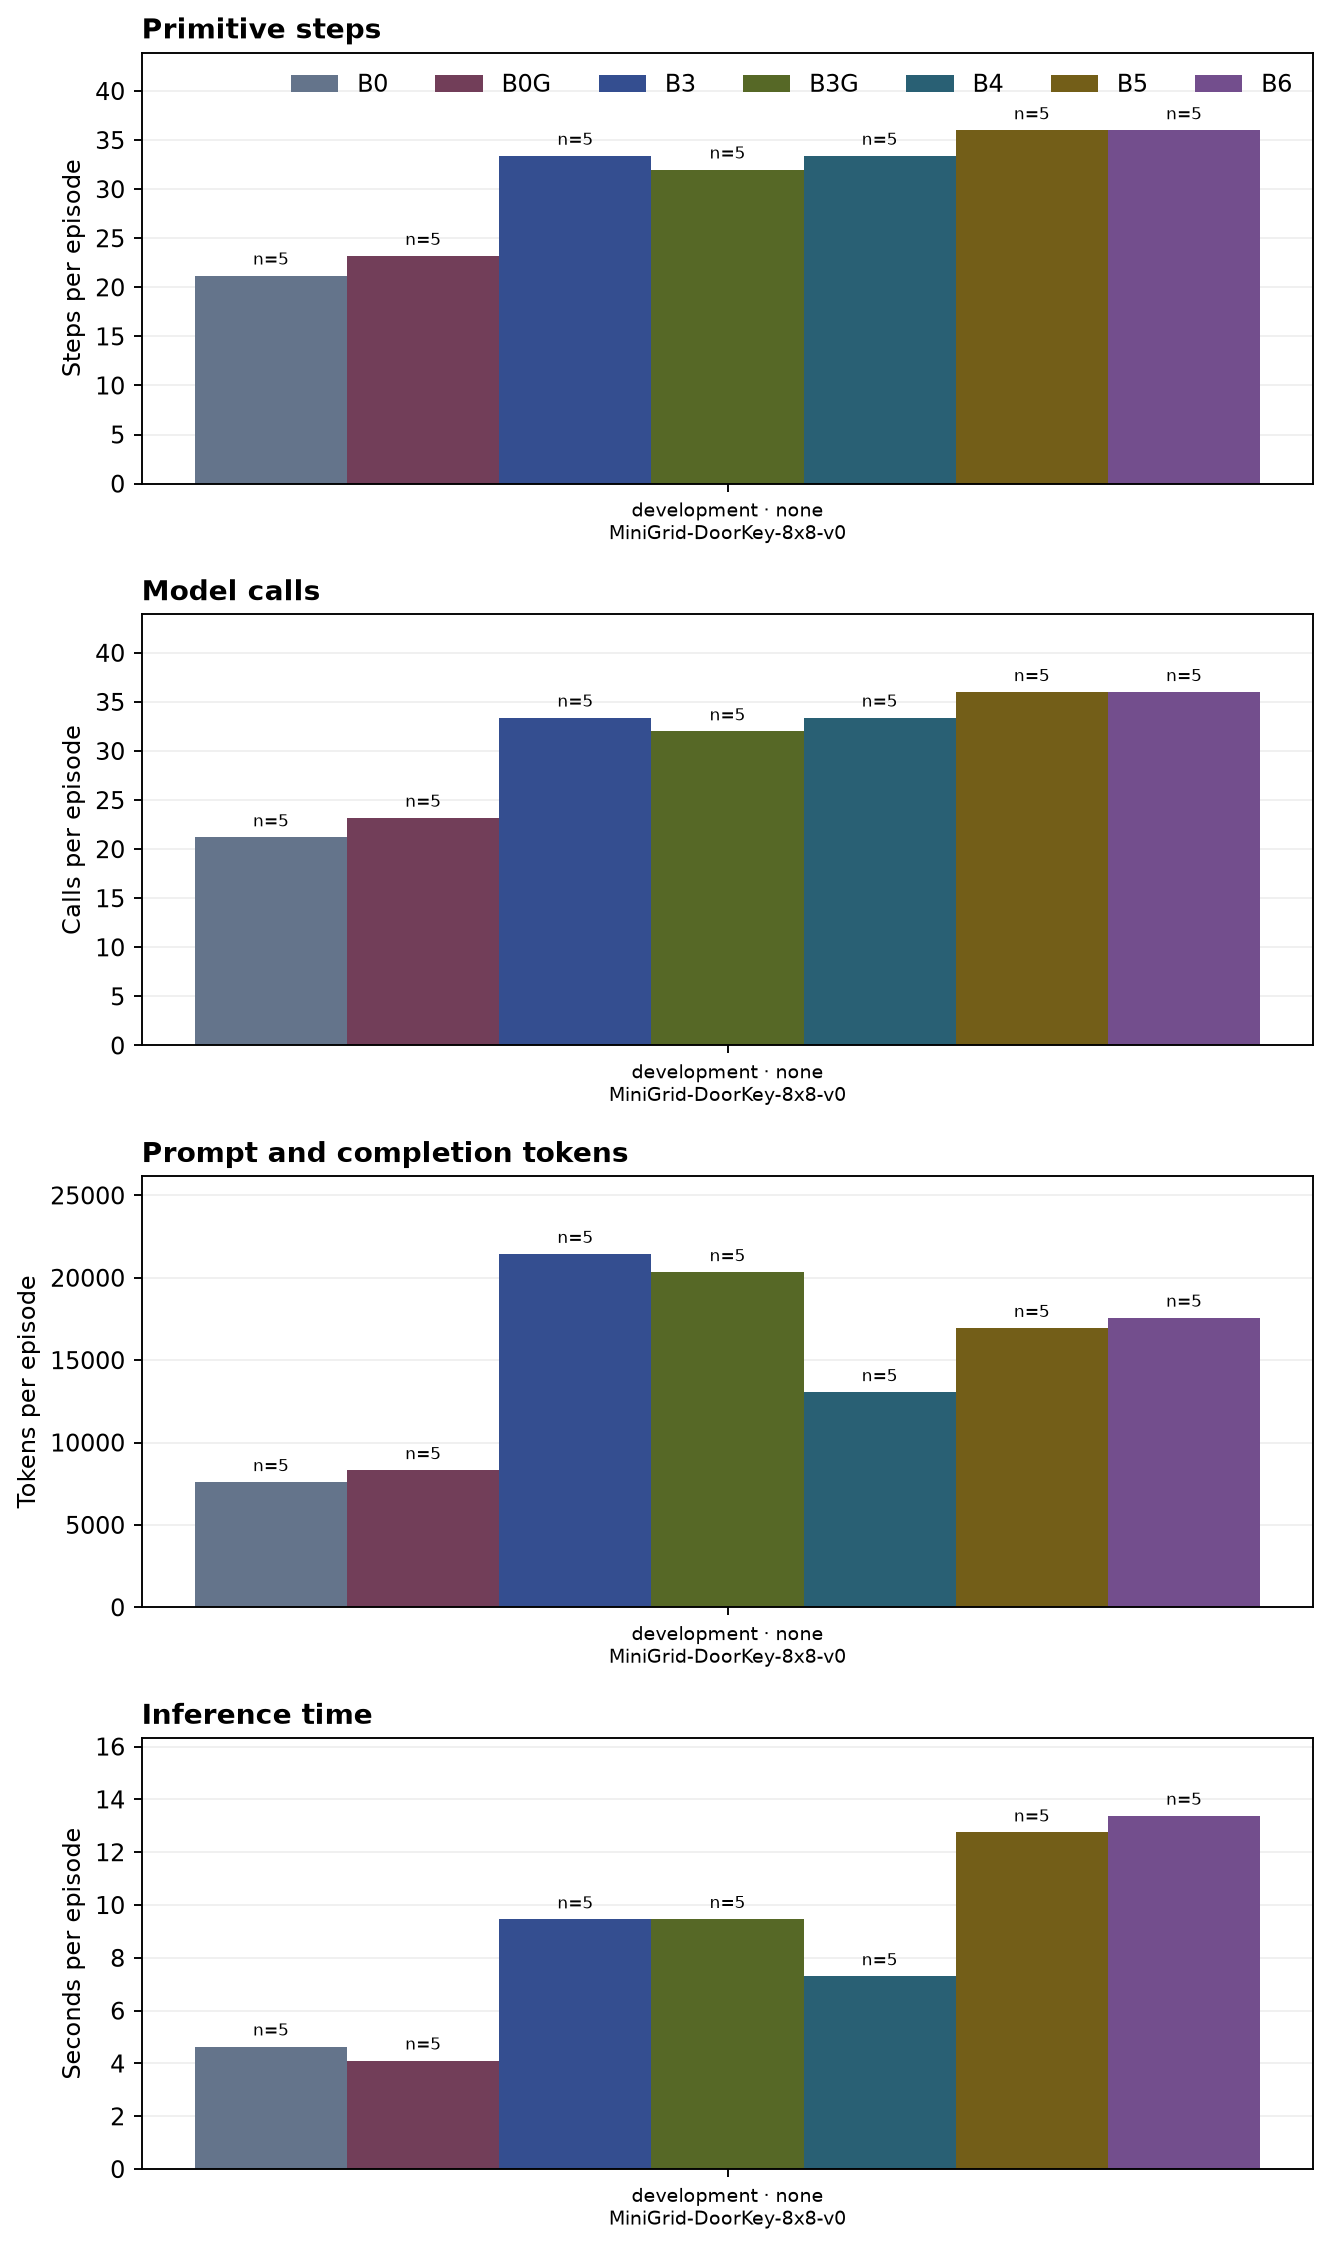 Primitive steps
B0 B0G B3 B3G B4 B5 B6
Steps per episode
40
35
30
25
20
15
10
5
0
n=5 n=5 n=5 n=5 n=5 n=5 n=5
development · none
MiniGrid-DoorKey-8x8-v0
Model calls
Calls per episode
40
35
30
25
20
15
10
5
0
n=5 n=5 n=5 n=5 n=5 n=5 n=5
development · none
MiniGrid-DoorKey-8x8-v0
Prompt and completion tokens
Tokens per episode
25000
20000
15000
10000
5000
0
n=5 n=5 n=5 n=5 n=5 n=5 n=5
development · none
MiniGrid-DoorKey-8x8-v0
Inference time
Seconds per episode
16
14
12
10
8
6
4
2
0
n=5 n=5 n=5 n=5 n=5 n=5 n=5
development · none
MiniGrid-DoorKey-8x8-v0